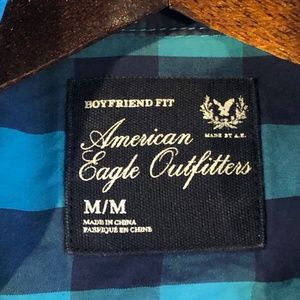 BOYFRIEND FIT
MADE BY A.E.
American
Eagle Outfitters
M/M
MADE IN CHINA
FABRIQUÉ EN CHINE